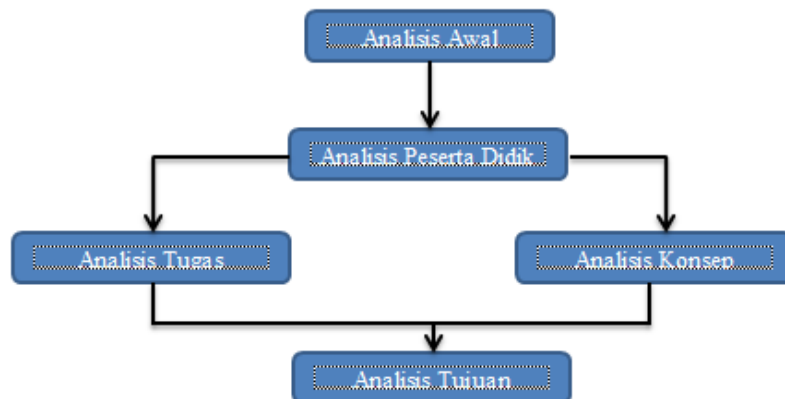 Analisis Awal
Analisis Peserta Didik
Analisis Tugas
Analisis Konsep
Analisis Tujuan